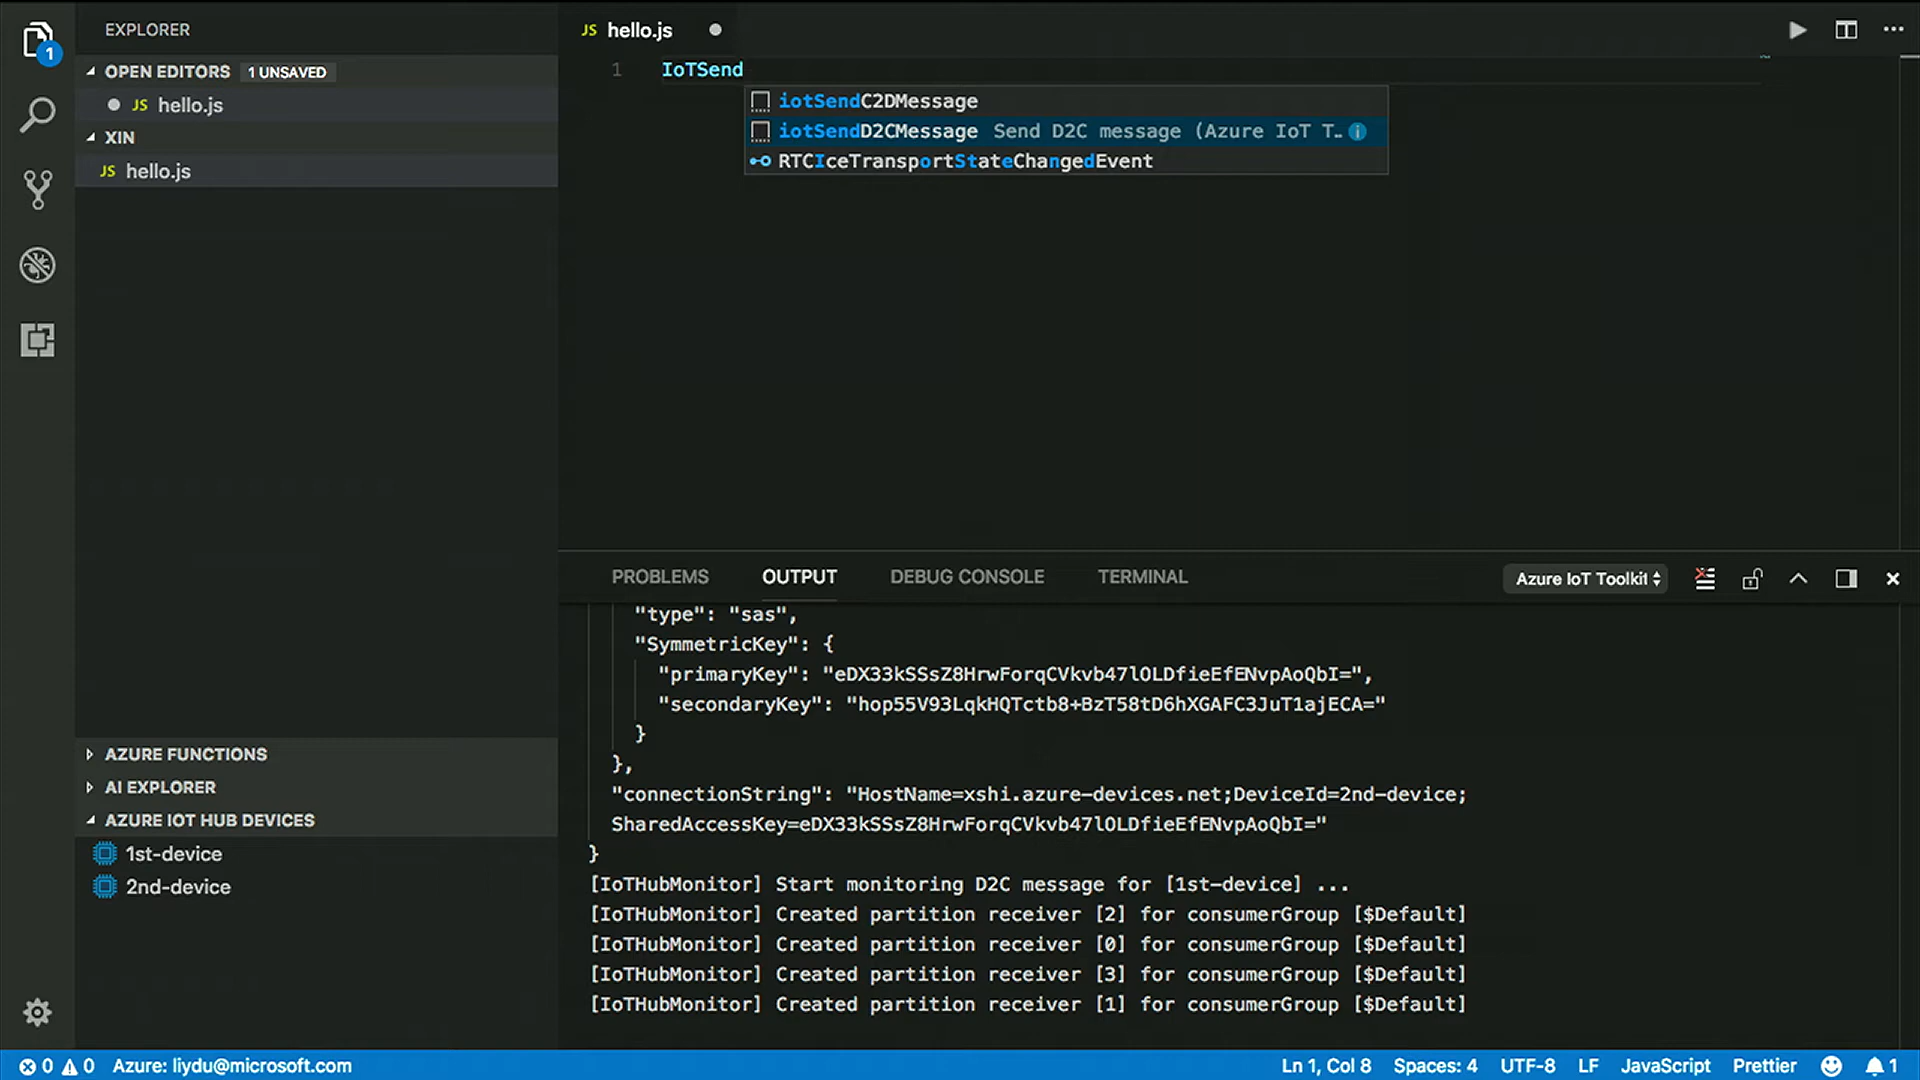 EXPLORER
OPEN EDITORS 1 UNSAVED
JS hello.js
XIN
JS hello.js
AZURE FUNCTIONS
AI EXPLORER
AZURE IOT HUB DEVICES
1st-device
2nd-device
1
JS hello.js
1 IoTSend
iotSendC2DMessage
iotSendD2CMessage Send D2C message (Azure IoT T…
RTCIceTransportStateChangedEvent
PROBLEMS OUTPUT DEBUG CONSOLE TERMINAL Azure IoT Toolkit
"type": "sas",
"SymmetricKey": {
"primaryKey": "eDX33kSSsZ8HrwForqCVkvb47lOLDfieEfENvpAoQbI=",
"secondaryKey": "hop55V93LqkHQTctb8+BzT58tD6hXGAFC3JuT1ajECA="
}
},
"connectionString": "HostName=xshi.azure-devices.net;DeviceId=2nd-device;
SharedAccessKey=eDX33kSSsZ8HrwForqCVkvb47lOLDfieEfENvpAoQbI="
}
[IoTHubMonitor] Start monitoring D2C message for [1st-device] ...
[IoTHubMonitor] Created partition receiver [2] for consumerGroup [$Default]
[IoTHubMonitor] Created partition receiver [0] for consumerGroup [$Default]
[IoTHubMonitor] Created partition receiver [3] for consumerGroup [$Default]
[IoTHubMonitor] Created partition receiver [1] for consumerGroup [$Default]
0 0 Azure: liydu@microsoft.com Ln 1, Col 8 Spaces: 4 UTF-8 LF JavaScript Prettier 1